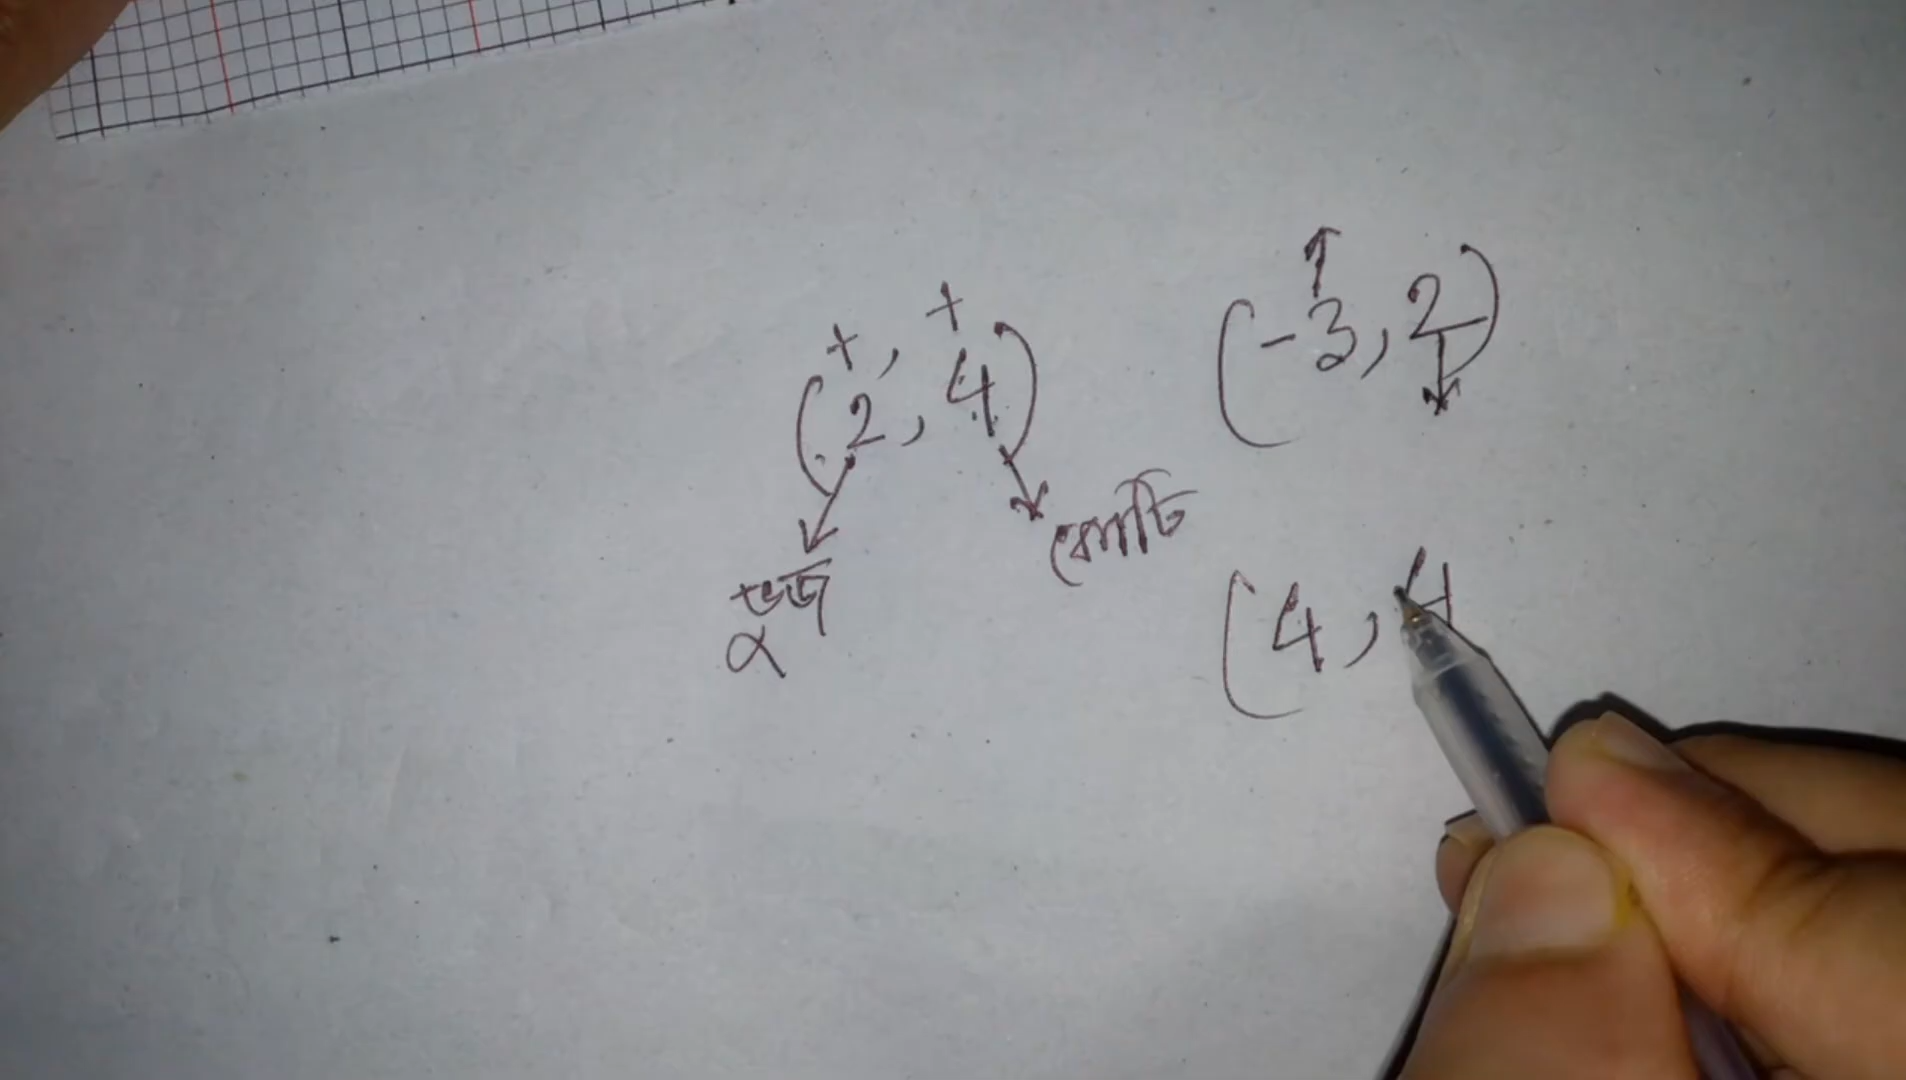 +, +
(2, 4)
ভুজ
কোটি
(-3, 2)
(4, 4